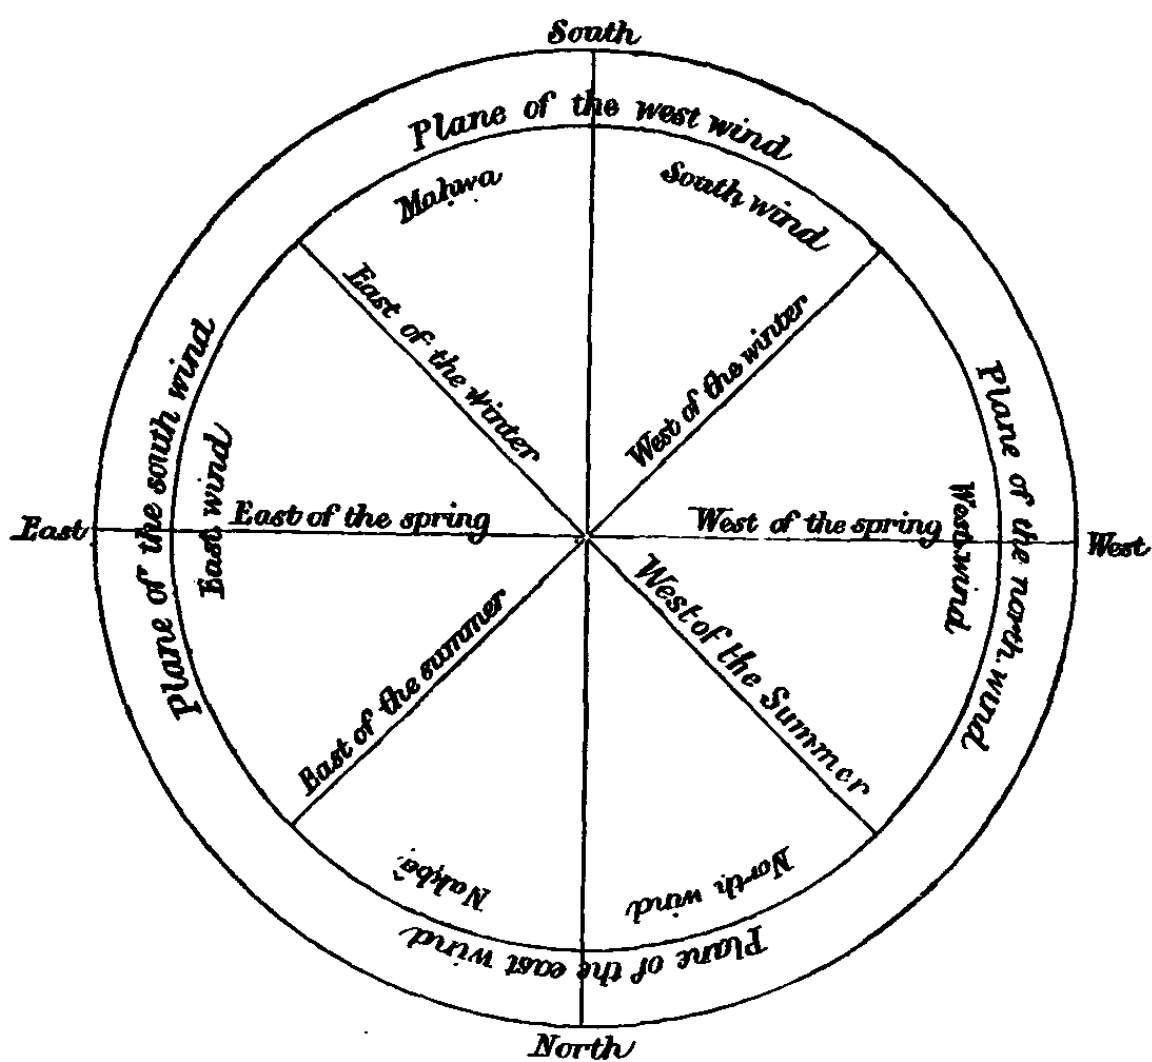 South
Plane of the west wind
Mahwa
South wind
East of the winter
West of the winter
Plane of the south wind
Plane of the north wind
East wind
West wind
East
East of the spring
West of the spring
West
East of the summer
West of the Summer
North wind
Plane of the east wind
North